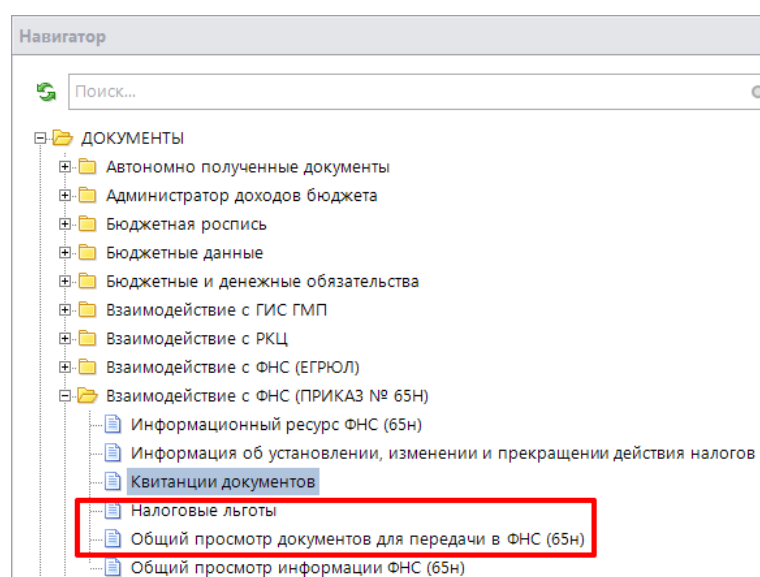 Навигатор
Поиск...
ДОКУМЕНТЫ
Автономно полученные документы
Администратор доходов бюджета
Бюджетная роспись
Бюджетные данные
Бюджетные и денежные обязательства
Взаимодействие с ГИС ГМП
Взаимодействие с РКЦ
Взаимодействие с ФНС (ЕГРЮЛ)
Взаимодействие с ФНС (ПРИКАЗ № 65Н)
Информационный ресурс ФНС (65н)
Информация об установлении, изменении и прекращении действия налогов
Квитанции документов
Налоговые льготы
Общий просмотр документов для передачи в ФНС (65н)
Общий просмотр информации ФНС (65н)